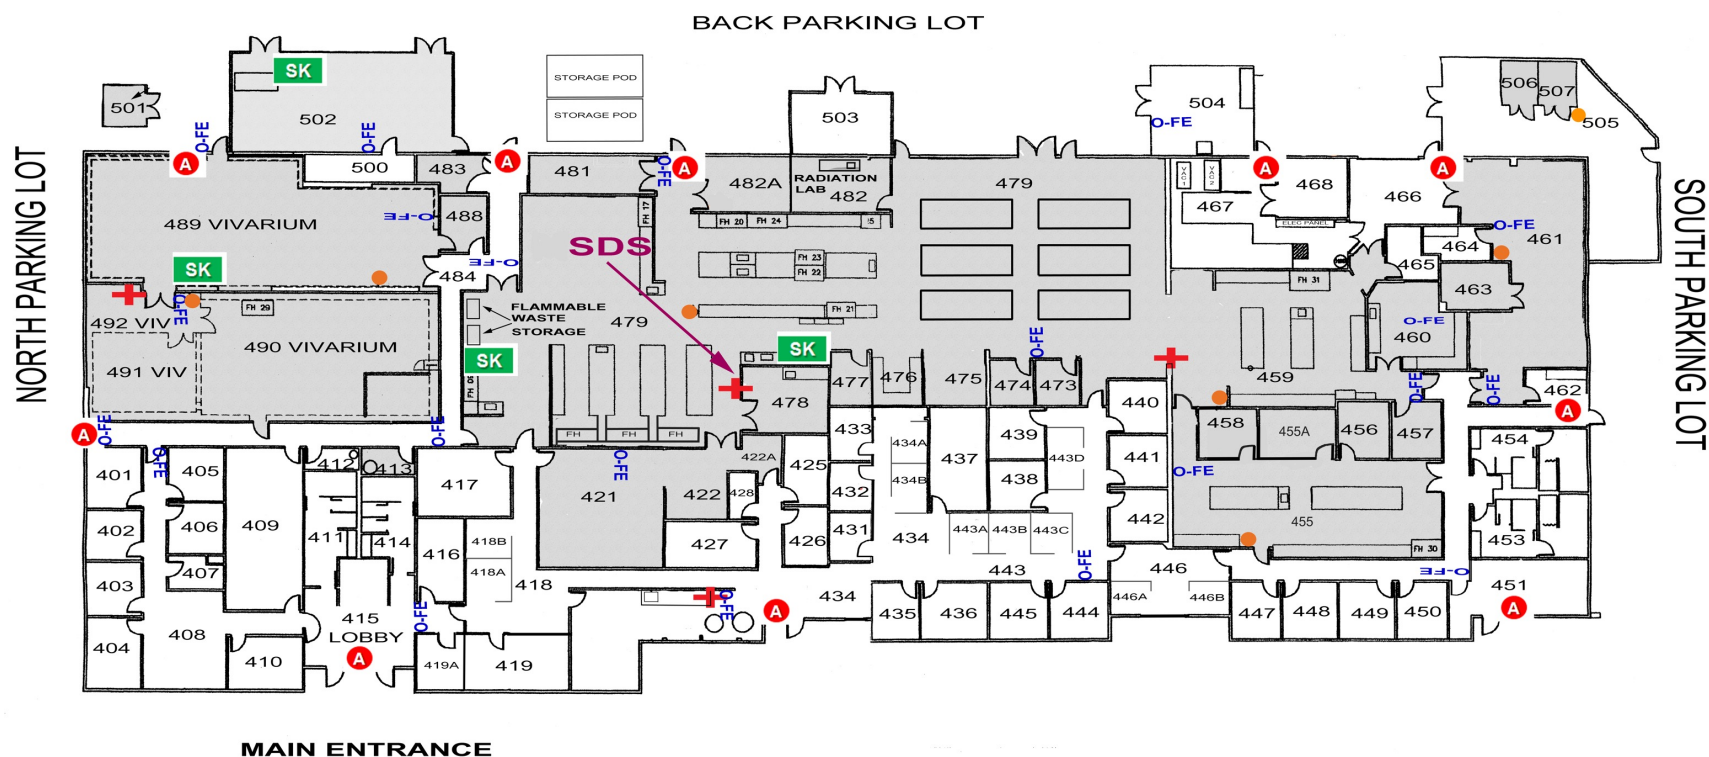 BACK PARKING LOT
NORTH PARKING LOT
SOUTH PARKING LOT
MAIN ENTRANCE
STORAGE POD
STORAGE POD
SK
502
501
O-FE
O-FE
A
500
483
A
481
O-FE
A
482A
RADIATION
LAB
482
503
479
504
O-FE
506
507
505
A
468
A
466
VAC 1
VAC 2
467
ELEC PANEL
461
O-FE
464
465
463
489 VIVARIUM
O-FE
488
484
O-FE
SK
FH 17
FH 20
FH 24
SDS
FH 23
FH 22
FH 21
FH 31
FLAMMABLE
WASTE
STORAGE
479
SK
SK
492 VIV
O-FE
FH 29
490 VIVARIUM
491 VIV
O-FE
460
O-FE
459
O-FE
O-FE
462
A
477
476
475
474
473
478
FH
FH
FH
A
O-FE
O-FE
O-FE
O-FE
401
405
412
413
417
421
422
422A
428
425
433
434A
434B
437
439
438
443D
440
441
442
O-FE
458
455A
456
457
454
453
455
FH 30
402
406
409
411
414
416
418B
418A
418
427
426
432
431
434
443A
443B
443C
443
O-FE
446
446A
446B
O-FE
451
A
403
407
404
408
410
415
LOBBY
A
O-FE
419A
419
O-FE
A
434
435
436
445
444
447
448
449
450